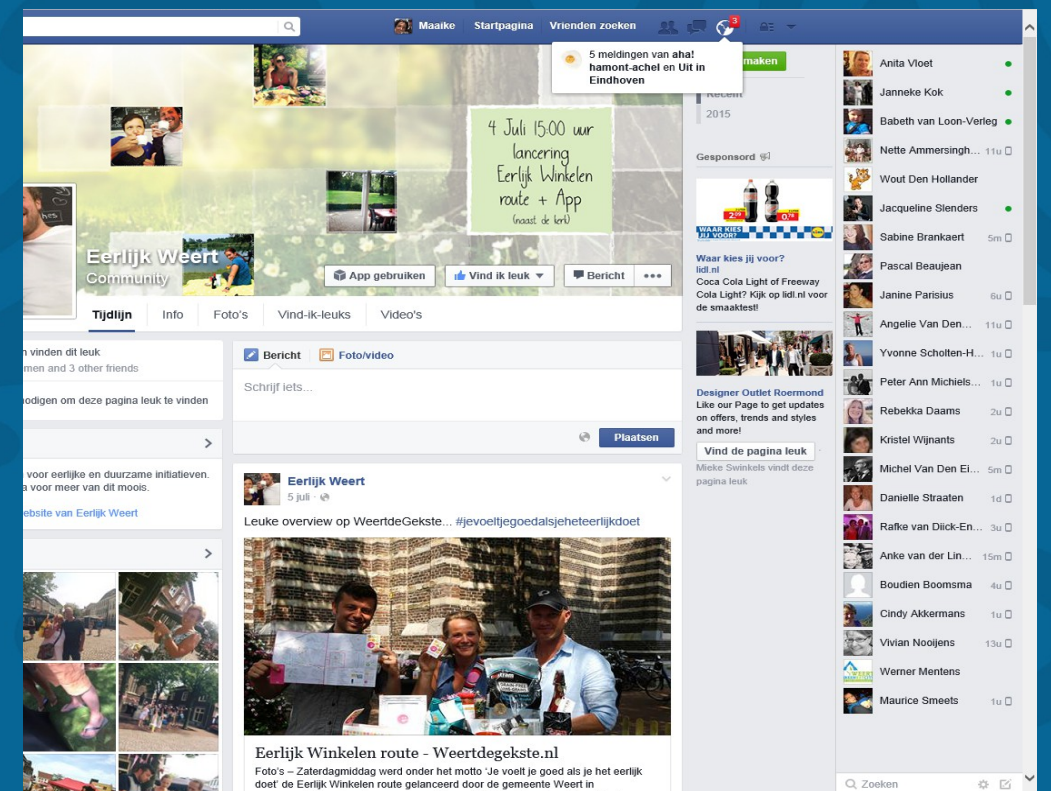 Maaike Startpagina Vrienden zoeken 3
5 meldingen van aha!
hamont-achel en Uit in
Eindhoven
maken
Recent
2015
4 Juli 15:00 uur
lancering
Eerlijk Winkelen
route + App
(naast de kerk)
Eerlijk Weert
Community
App gebruiken
Vind ik leuk
Bericht
Tijdlijn Info Foto's Vind-ik-leuks Video's
n vinden dit leuk
men and 3 other friends
nodigen om deze pagina leuk te vinden
voor eerlijke en duurzame initiatieven.
a voor meer van dit moois.
ebsite van Eerlijk Weert
Bericht Foto/video
Schrijf iets...
Plaatsen
Eerlijk Weert
5 juli ·
Leuke overview op WeertdeGekste... #jevoeltjegoedalsjeheteerlijkdoet
Eerlijk Winkelen route - Weertdegekste.nl
Foto's – Zaterdagmiddag werd onder het motto 'Je voelt je goed als je het eerlijk
doet' de Eerlijk Winkelen route gelanceerd door de gemeente Weert in
Gesponsord
2.09
0.78
WAAR KIES
JIJ VOOR?
Waar kies jij voor?
lidl.nl
Coca Cola Light of Freeway
Cola Light? Kijk op lidl.nl voor
de smaaktest!
Designer Outlet Roermond
Like our Page to get updates
on offers, trends and styles
and more!
Vind de pagina leuk ·
Mieke Swinkels vindt deze
pagina leuk
Anita Vloet
Janneke Kok
Babeth van Loon-Verleg
Nette Ammersingh... 11u
Wout Den Hollander
Jacqueline Slenders
Sabine Brankaert 5m
Pascal Beaujean
Janine Parisius 6u
Angelie Van Den... 11u
Yvonne Scholten-H... 1u
Peter Ann Michiels... 1u
Rebekka Daams 2u
Kristel Wijnants 2u
Michel Van Den Ei... 5m
Danielle Straaten 1d
Rafke van Diick-En... 3u
Anke van der Lin... 15m
Boudien Boomsma 4u
Cindy Akkermans 1u
Vivian Nooijens 13u
Werner Mentens
Maurice Smeets 1u
Zoeken